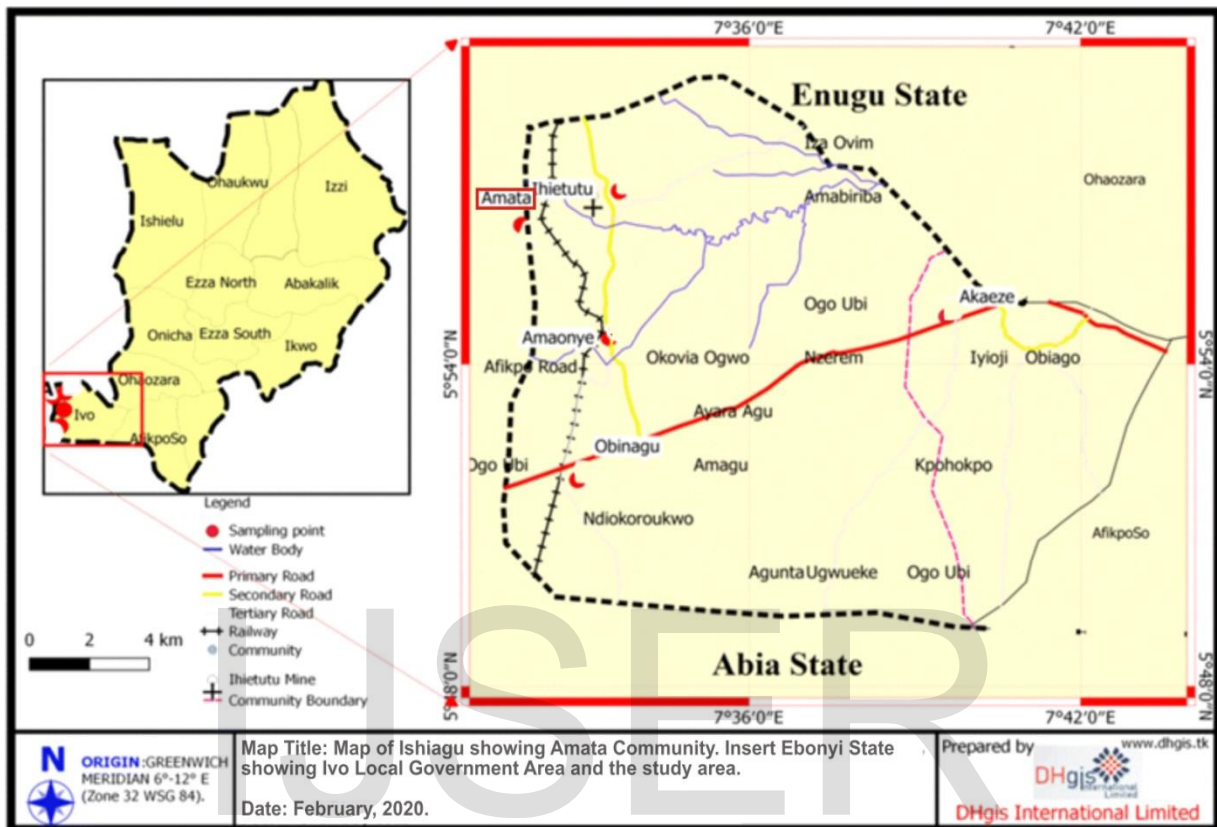 7°36'0"E
7°42'0"E
Enugu State
Iza Ovim
Ohaozara
Ihietutu
Amata
Amabiriba
Ohaukwu
Izzi
Ishielu
Ezza North
Abakalik
Onicha
Ezza South
Ikwo
Ohaozara
Ivo
AfikpoSo
Akaeze
Ogo Ubi
Amaonye
Afikpo Road
Okovia Ogwo
Nzerem
Iyioji
Obiago
5°54'0"N
5°54'0"N
Ayara Agu
Obinagu
Ogo Ubi
Amagu
Kpohokpo
Ndiokoroukwo
AfikpoSo
Agunta
Ugwueke
Ogo Ubi
Abia State
5°48'0"N
5°48'0"N
7°36'0"E
7°42'0"E
Legend
Sampling point
Water Body
Primary Road
Secondary Road
Tertiary Road
Railway
Community
Ihietutu Mine
Community Boundary
0 2 4 km
IJSER
N
ORIGIN :GREENWICH
MERIDIAN 6°-12° E
(Zone 32 WSG 84).
Map Title: Map of Ishiagu showing Amata Community. Insert Ebonyi State
showing Ivo Local Government Area and the study area.
Date: February, 2020.
Prepared by
www.dhgis.tk
DHgis
International
Limited
DHgis International Limited